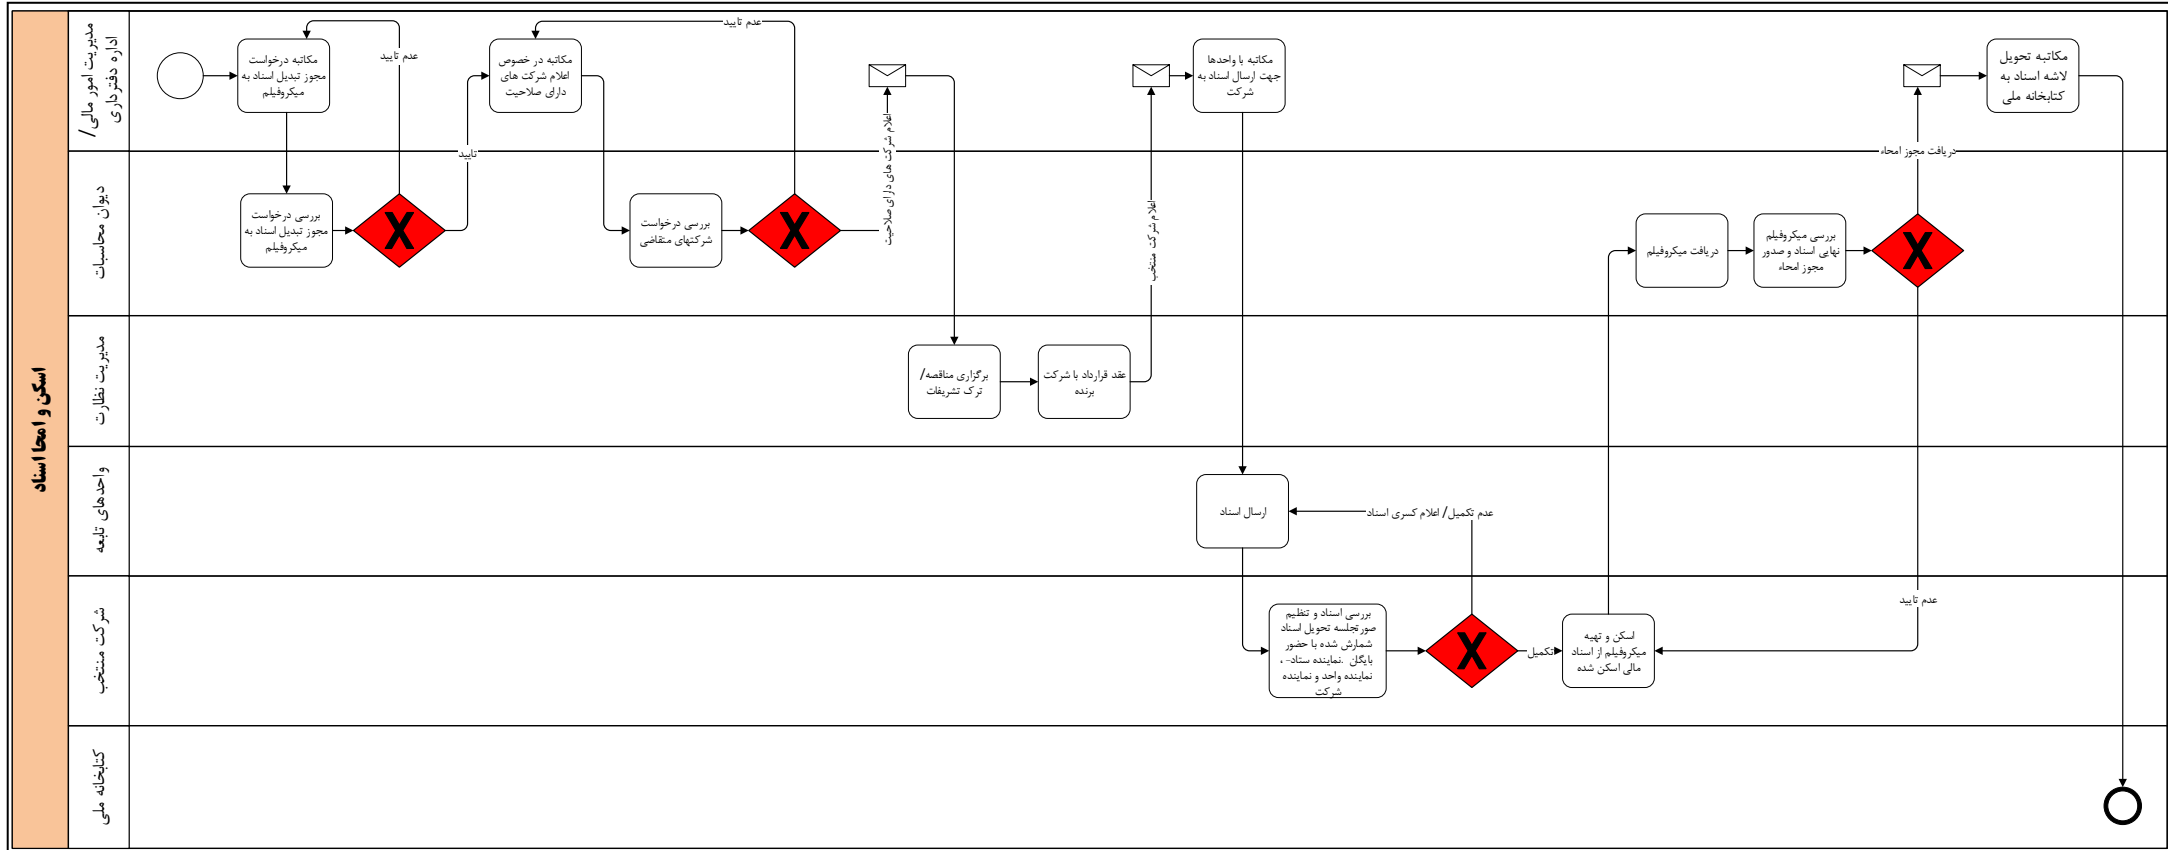 اسکن و امحا اسناد
مدیریت امور مالی/
اداره دفترداری
دیوان محاسبات
مدیریت نظارت
واحدهای تابعه
شرکت منتخب
کتابخانه ملی
مکاتبه درخواست
مجوز تبدیل اسناد به
میکروفیلم
عدم تایید
بررسی درخواست
مجوز تبدیل اسناد به
میکروفیلم
X
تایید
مکاتبه در خصوص
اعلام شرکت های
دارای صلاحیت
عدم تایید
بررسی درخواست
شرکتهای متقاضی
X
اعلام شرکت های دارای صلاحیت
برگزاری مناقصه/
ترک تشریفات
عقد قرارداد با شرکت
برنده
اعلام شرکت منتخب
مکاتبه با واحدها
جهت ارسال اسناد به
شرکت
ارسال اسناد
عدم تکمیل/ اعلام کسری اسناد
بررسی اسناد و تنظیم
صورتجلسه تحویل اسناد
شمارش شده با حضور
بایگان .نماینده ستاد- ،
نماینده واحد و نماینده
شرکت
X
تکمیل
اسکن و تهیه
میکروفیلم از اسناد
مالی اسکن شده
دریافت میکروفیلم
بررسی میکروفیلم
نهایی اسناد و صدور
مجوز امحاء
X
عدم تایید
دریافت مجوز امحاء
مکاتبه تحویل
لاشه اسناد به
کتابخانه ملی